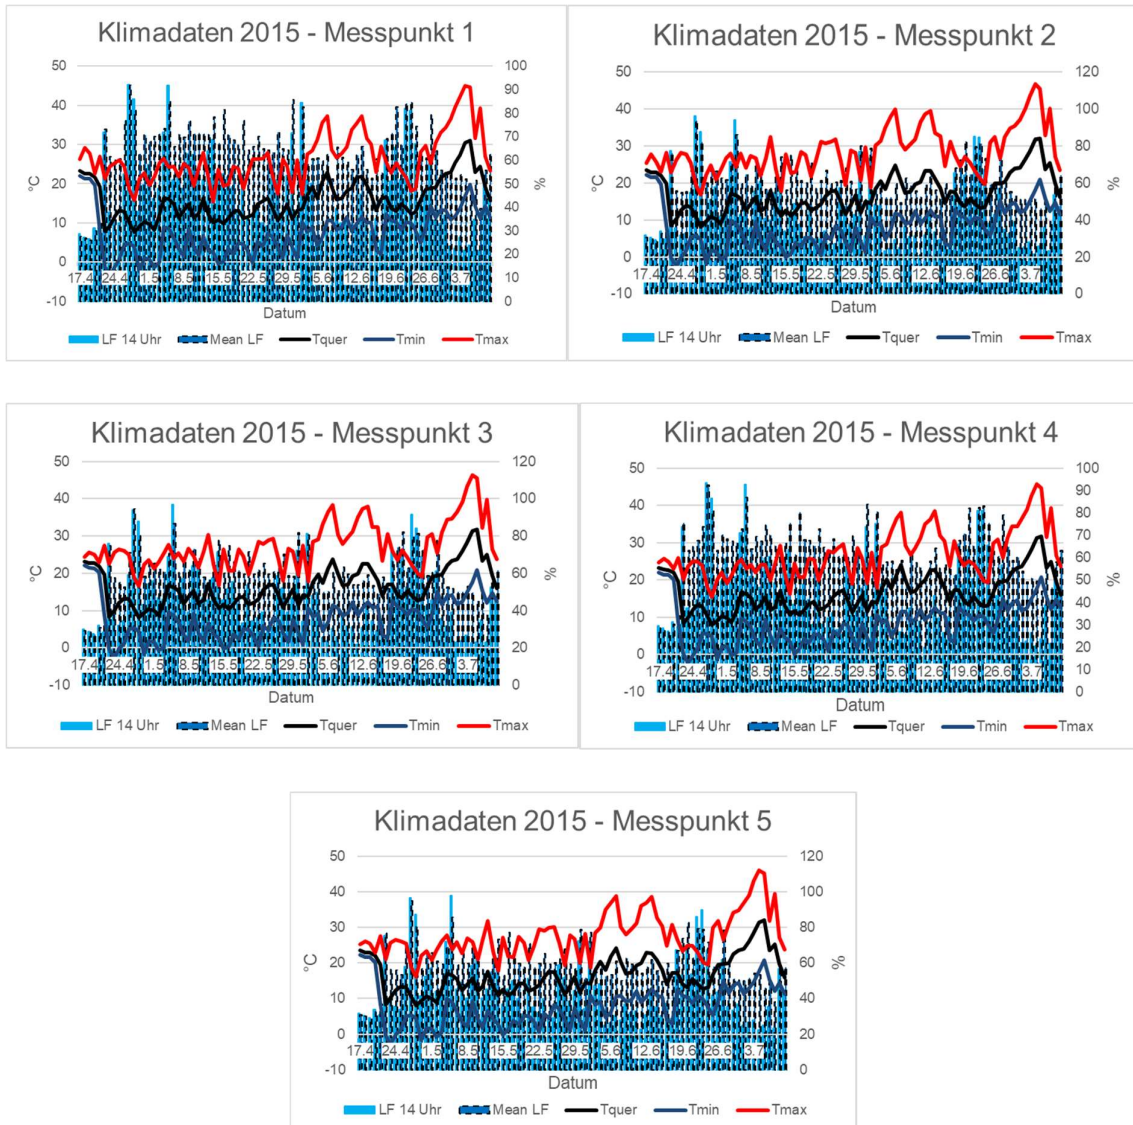 Klimadaten 2015 - Messpunkt 1
50 100
40 90
80
30 70
20 60
50
10 40
0 30
17.4 24.4 1.5 8.5 15.5 22.5 29.5 5.6 12.6 19.6 26.6 3.7 20
10
-10 0
°C
%
Datum
LF 14 Uhr Mean LF Tquer Tmin Tmax
Klimadaten 2015 - Messpunkt 2
50 120
40 100
30 80
20 60
10 40
0 20
17.4 24.4 1.5 8.5 15.5 22.5 29.5 5.6 12.6 19.6 26.6 3.7
-10 0
°C
%
Datum
LF 14 Uhr Mean LF Tquer Tmin Tmax
Klimadaten 2015 - Messpunkt 3
50 120
40 100
30 80
20 60
10 40
0 20
17.4 24.4 1.5 8.5 15.5 22.5 29.5 5.6 12.6 19.6 26.6 3.7
-10 0
°C
%
Datum
LF 14 Uhr Mean LF Tquer Tmin Tmax
Klimadaten 2015 - Messpunkt 4
50 100
40 90
80
30 70
20 60
50
10 40
0 30
17.4 24.4 1.5 8.5 15.5 22.5 29.5 5.6 12.6 19.6 26.6 3.7 20
10
-10 0
°C
%
Datum
LF 14 Uhr Mean LF Tquer Tmin Tmax
Klimadaten 2015 - Messpunkt 5
50 120
40 100
30 80
20 60
10 40
0 20
17.4 24.4 1.5 8.5 15.5 22.5 29.5 5.6 12.6 19.6 26.6 3.7
-10 0
°C
%
Datum
LF 14 Uhr Mean LF Tquer Tmin Tmax